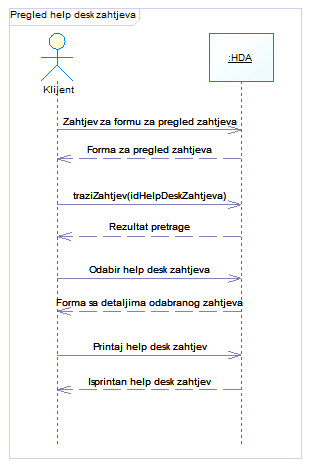 Pregled help desk zahtjeva
:HDA
Klijent
Zahtjev za formu za pregled zahtjeva
Forma za pregled zahtjeva
traziZahtjev(idHelpDeskZahtjeva)
Rezultat pretrage
Odabir help desk zahtjeva
Forma sa detaljima odabranog zahtjeva
Printaj help desk zahtjev
Isprintan help desk zahtjev